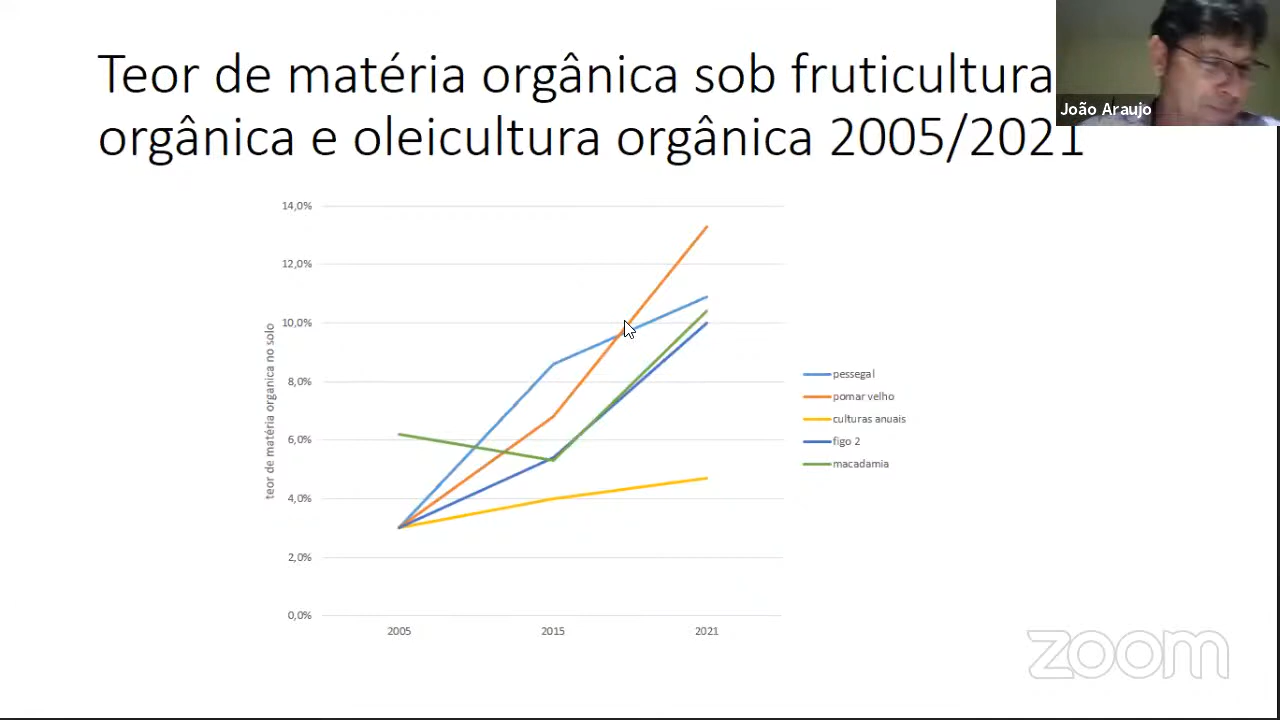 Teor de matéria orgânica sob fruticultura
orgânica e oleicultura orgânica 2005/2021
João Araujo
14,0%
12,0%
10,0%
8,0%
6,0%
4,0%
2,0%
0,0%
teor de matéria organica no solo
2005
2015
2021
pessegal
pomar velho
culturas anuais
figo 2
macadamia
zoom